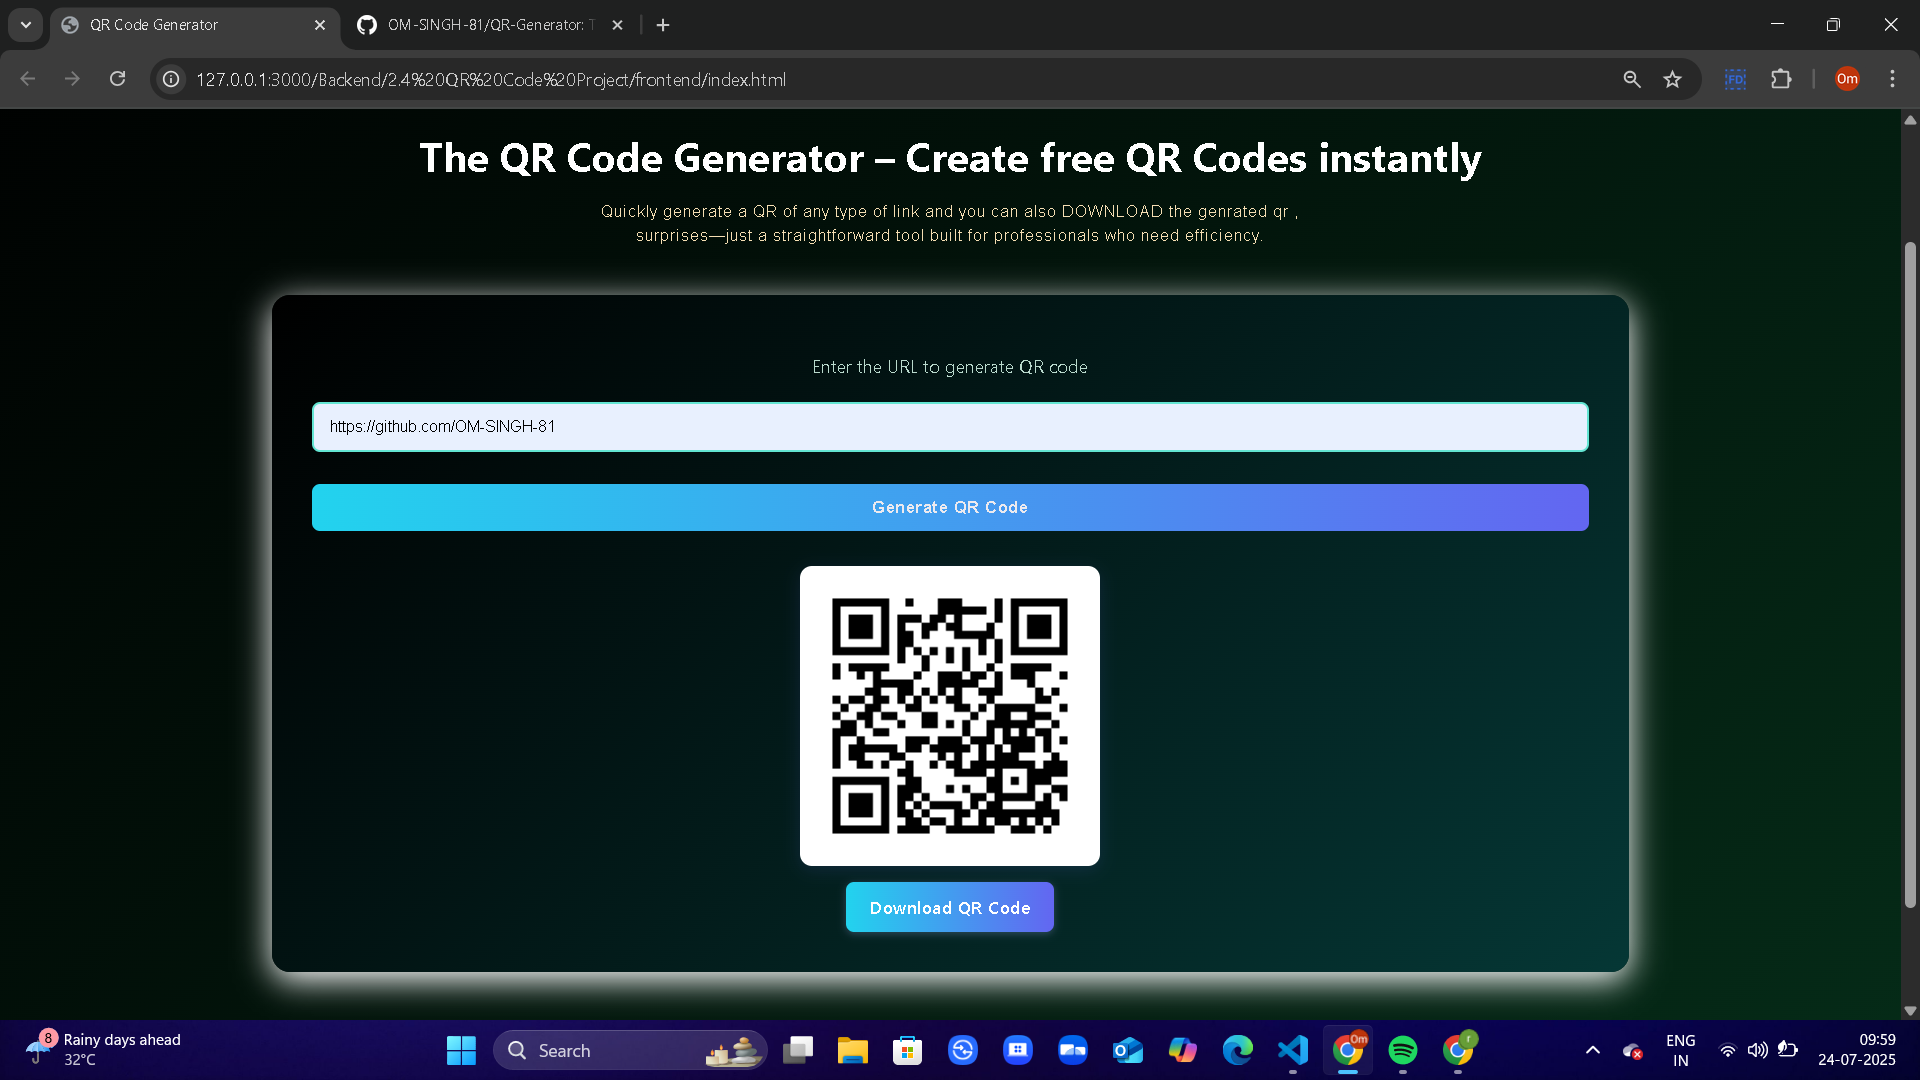 QR Code Generator
OM-SINGH-81/QR-Generator: T
127.0.0.1:3000/Backend/2.4%20QR%20Code%20Project/frontend/index.html
FD
Om
The QR Code Generator – Create free QR Codes instantly
Quickly generate a QR of any type of link and you can also DOWNLOAD the genrated qr ,
surprises—just a straightforward tool built for professionals who need efficiency.
Enter the URL to generate QR code
https://github.com/OM-SINGH-81
Generate QR Code
Download QR Code
8
Rainy days ahead
32°C
Search
Om
r
ENG
IN
09:59
24-07-2025